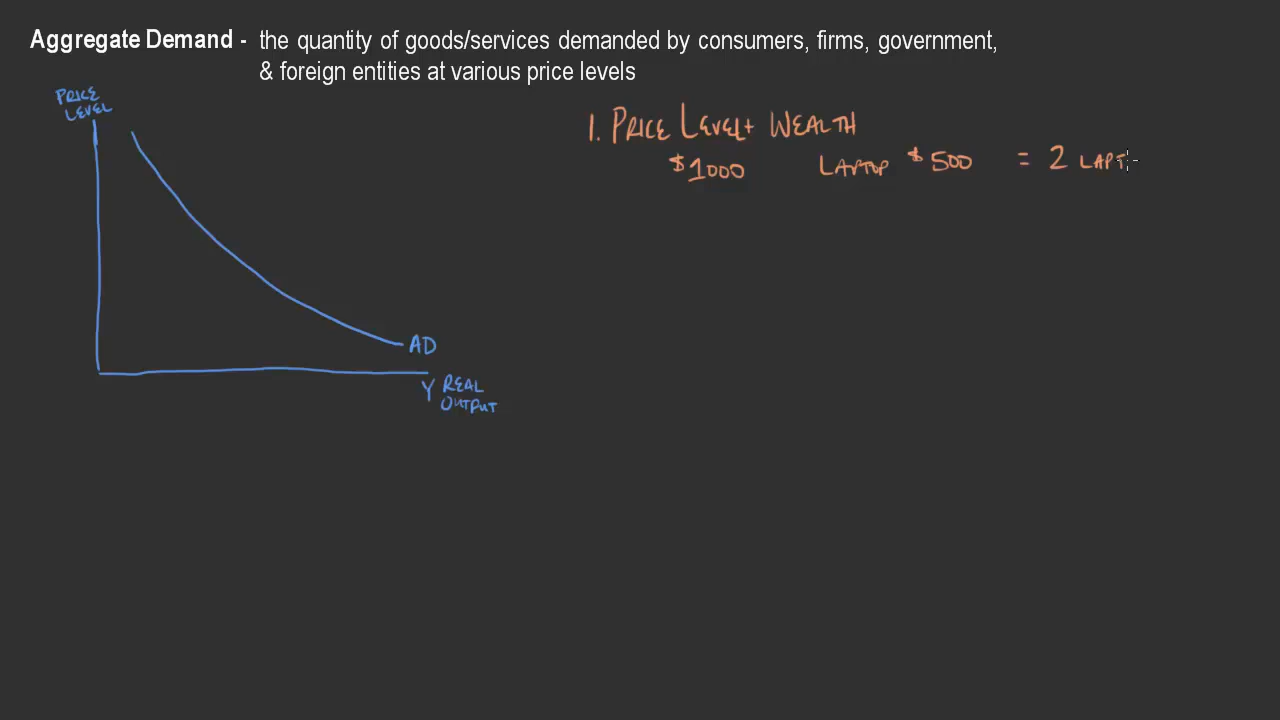 Aggregate Demand - the quantity of goods/services demanded by consumers, firms, government,
& foreign entities at various price levels
PRICE
LEVEL
1. PRICE LEVEL + WEALTH
$1000 LAPTOP $500 = 2 LAPT
AD
Y REAL
OUTPUT